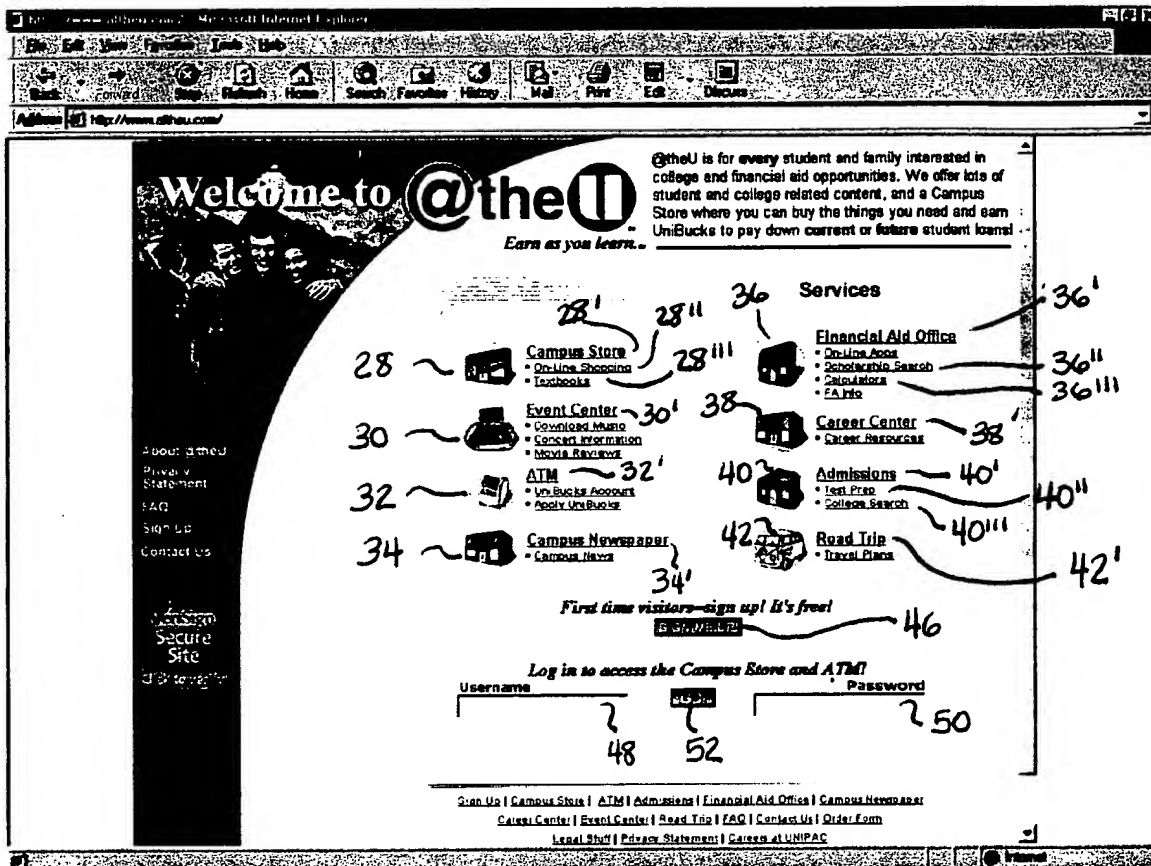 http://www.attheu.com/ - Microsoft Internet Explorer
File Edit View Favorites Tools Help
Back Forward Stop Refresh Home Search Favorites History Mail Print Edit Discuss
Address http://www.attheu.com/
Welcome to @theU
Earn as you learn.
@theU is for every student and family interested in
college and financial aid opportunities. We offer lots of
student and college related content, and a Campus
Store where you can buy the things you need and earn
UniBucks to pay down current or future student loans!
Services
28 28' 28" 28'''
Campus Store
• On-Line Shopping
• Textbooks
30 30'
Event Center
• Download Music
• Concert Information
• Movie Reviews
32 32'
ATM
• UniBucks Account
• Apply UniBucks
34 34'
Campus Newspaper
• Campus News
36 36' 36" 36'''
Financial Aid Office
• On-Line Apps
• Scholarship Search
• Calculators
• FA Info
38 38'
Career Center
• Career Resources
40 40' 40" 40'''
Admissions
• Test Prep
• College Search
42 42'
Road Trip
• Travel Plans
About @theU
Privacy
Statement
FAQ
Sign Up
Contact Us
VeriSign
Secure
Site
First time visitors–sign up! It's free!
46
Log in to access the Campus Store and ATM!
Username Password
48 52 50
Sign Up | Campus Store | ATM | Admissions | Financial Aid Office | Campus Newspaper
Career Center | Event Center | Road Trip | FAQ | Contact Us | Order Form
Legal Stuff | Privacy Statement | Careers at UNIPAC
Internet